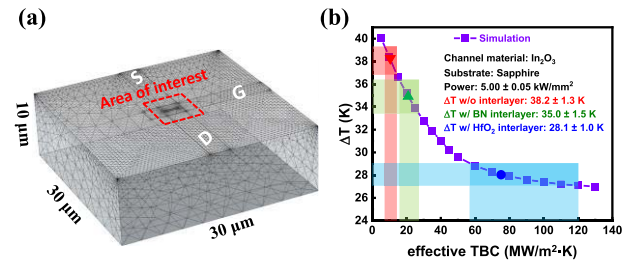 (a)
S
Area of interest
G
D
10 μm
30 μm
30 μm
(b)
ΔT (K)
42
40
38
36
34
32
30
28
26
24
0 20 40 60 80 100 120 140
effective TBC (MW/m²·K)
Simulation
Channel material: In₂O₃
Substrate: Sapphire
Power: 5.00 ± 0.05 kW/mm²
ΔT w/o interlayer: 38.2 ± 1.3 K
ΔT w/ BN interlayer: 35.0 ± 1.5 K
ΔT w/ HfO₂ interlayer: 28.1 ± 1.0 K